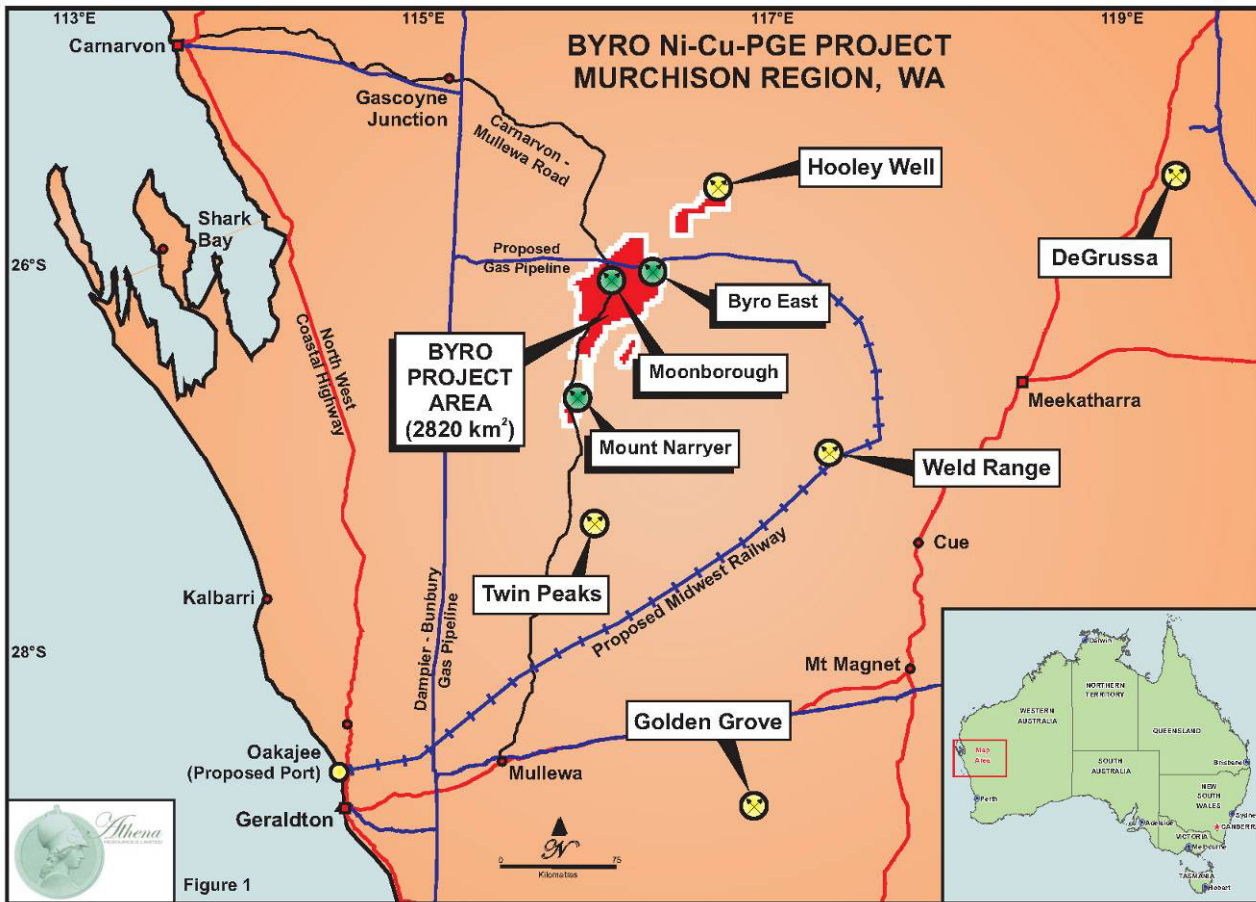 113°E
115°E
117°E
119°E
BYRO Ni-Cu-PGE PROJECT
MURCHISON REGION, WA
Carnarvon
Gascoyne
Junction
Carnarvon -
Mullewa Road
Hooley Well
Shark
Bay
26°S
Proposed
Gas Pipeline
DeGrussa
Byro East
North West
Coastal Highway
BYRO
PROJECT
AREA
(2820 km²)
Moonborough
Meekatharra
Mount Narryer
Weld Range
Cue
Twin Peaks
Kalbarri
Dampier - Bunbury
Gas Pipeline
Proposed Midwest Railway
28°S
Mt Magnet
Golden Grove
Oakajee
(Proposed Port)
Mullewa
Geraldton
Athena
RESOURCES LIMITED
Figure 1
N
0
75
Kilometres
Darwin
NORTHERN
TERRITORY
WESTERN
AUSTRALIA
QUEENSLAND
Map
Area
SOUTH
AUSTRALIA
Brisbane
NEW
SOUTH
WALES
Perth
Sydney
Adelaide
CANBERRA
VICTORIA
Melbourne
TASMANIA
Hobart